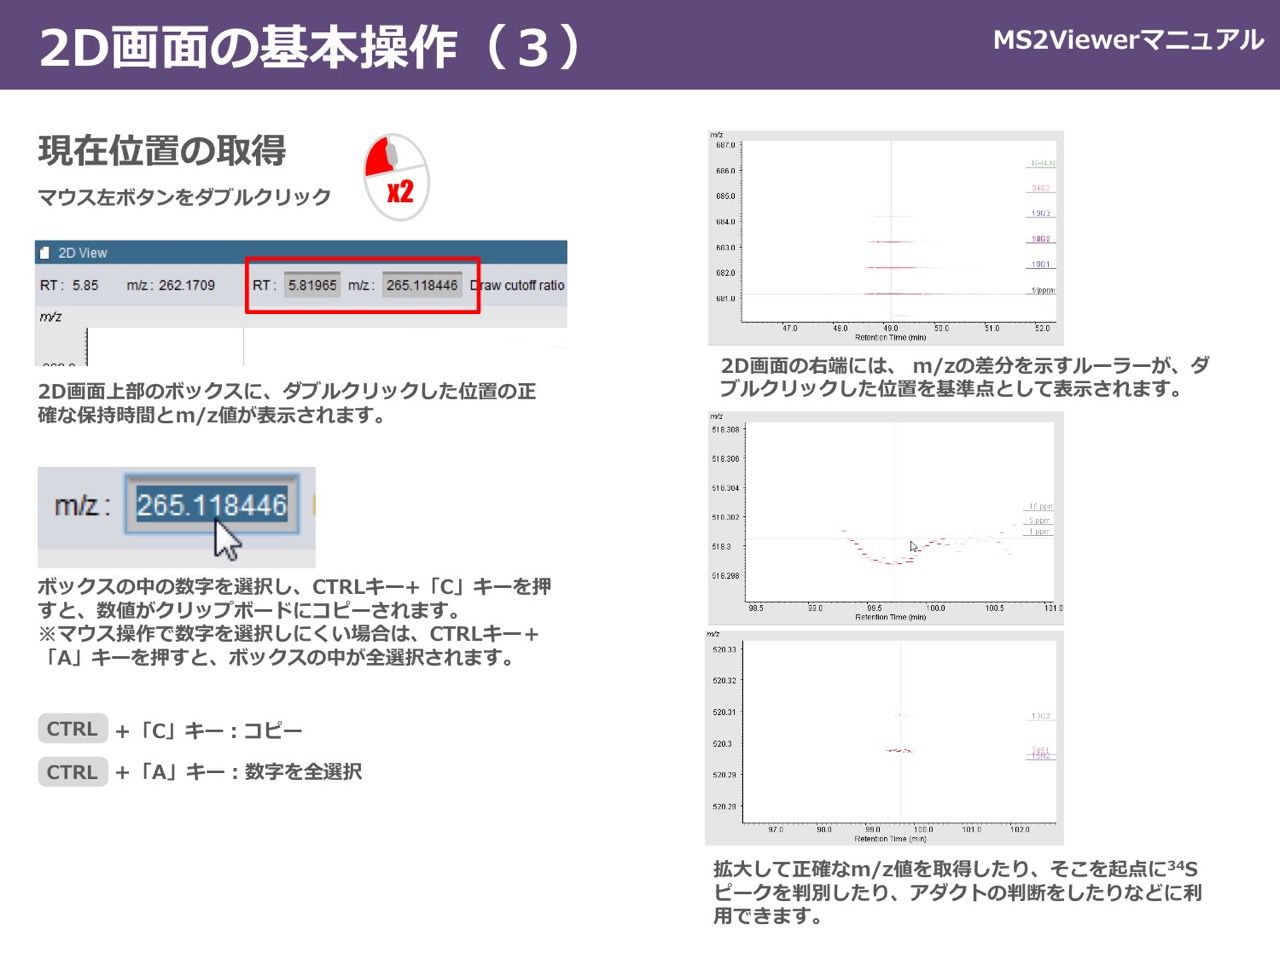 2D画面の基本操作（３）
MS2Viewerマニュアル
現在位置の取得
マウス左ボタンをダブルクリック
x2
2D View
RT : 5.85 m/z : 262.1709 RT : 5.81965 m/z : 265.118446 Draw cutoff ratio
m/z
2D画面上部のボックスに、ダブルクリックした位置の正
確な保持時間とm/z値が表示されます。
m/z : 265.118446
ボックスの中の数字を選択し、CTRLキー+「C」キーを押
すと、数値がクリップボードにコピーされます。
※マウス操作で数字を選択しにくい場合は、CTRLキー＋
「A」キーを押すと、ボックスの中が全選択されます。
CTRL ＋「C」キー：コピー
CTRL ＋「A」キー：数字を全選択
m/z
687.0
686.0
685.0
684.0
683.0
682.0
681.0
34S2
13C3
13C2
13C1
47.0 48.0 49.0 50.0 51.0 52.0
Retention Time (min)
2D画面の右端には、 m/zの差分を示すルーラーが、ダ
ブルクリックした位置を基準点として表示されます。
m/z
518.308
518.306
518.304
518.302
518.3
518.298
10 ppm
5 ppm
1 ppm
98.5 99.0 99.5 100.0 100.5 101.0
Retention Time (min)
m/z
520.33
520.32
520.31
520.3
520.29
520.28
13C2
34S1
15N2
97.0 98.0 99.0 100.0 101.0 102.0
Retention Time (min)
拡大して正確なm/z値を取得したり、そこを起点に³⁴S
ピークを判別したり、アダクトの判断をしたりなどに利
用できます。